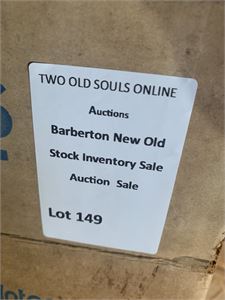 TWO OLD SOULS ONLINE
Auctions
Barberton New Old
Stock Inventory Sale
Auction Sale
Lot 149